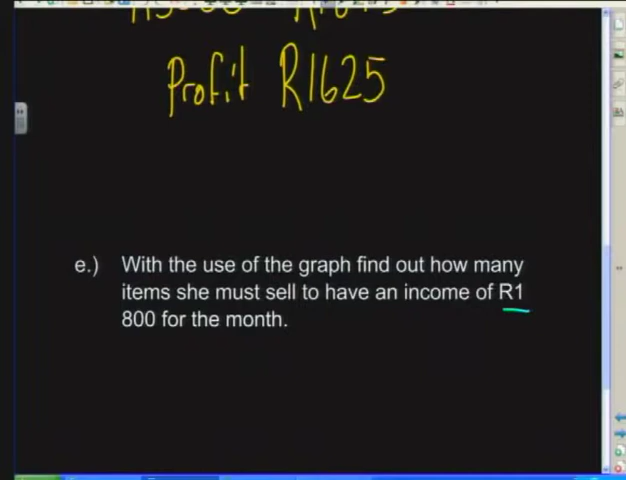 Profit R1625
e.) With the use of the graph find out how many
items she must sell to have an income of R1
800 for the month.